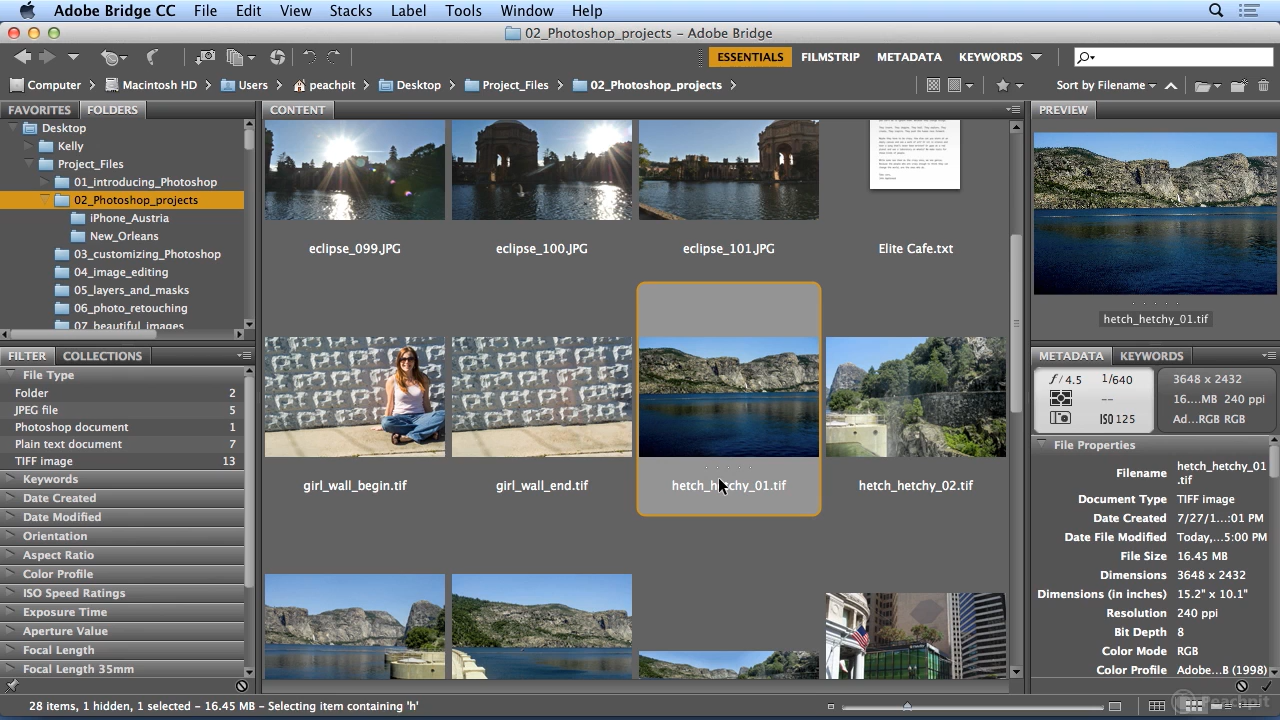 Adobe Bridge CC File Edit View Stacks Label Tools Window Help
02_Photoshop_projects – Adobe Bridge
ESSENTIALS FILMSTRIP METADATA KEYWORDS
Computer Macintosh HD Users peachpit Desktop Project_Files 02_Photoshop_projects Sort by Filename
FAVORITES FOLDERS
Desktop
Kelly
Project_Files
01_introducing_Photoshop
02_Photoshop_projects
iPhone_Austria
New_Orleans
03_customizing_Photoshop
04_image_editing
05_layers_and_masks
06_photo_retouching
07_beautiful_images
FILTER COLLECTIONS
File Type
Folder 2
JPEG file 5
Photoshop document 1
Plain text document 7
TIFF image 13
Keywords
Date Created
Date Modified
Orientation
Aspect Ratio
Color Profile
ISO Speed Ratings
Exposure Time
Aperture Value
Focal Length
Focal Length 35mm
CONTENT
eclipse_099.JPG eclipse_100.JPG eclipse_101.JPG Elite Cafe.txt
girl_wall_begin.tif girl_wall_end.tif hetch_hetchy_01.tif hetch_hetchy_02.tif
PREVIEW
hetch_hetchy_01.tif
METADATA KEYWORDS
f/4.5 1/640
--
ISO 125
3648 x 2432
16....MB 240 ppi
Ad...RGB RGB
File Properties
Filename hetch_hetchy_01
.tif
Document Type TIFF image
Date Created 7/27/1...:01 PM
Date File Modified Today,...5:00 PM
File Size 16.45 MB
Dimensions 3648 x 2432
Dimensions (in inches) 15.2" x 10.1"
Resolution 240 ppi
Bit Depth 8
Color Mode RGB
Color Profile Adobe...B (1998)
28 items, 1 hidden, 1 selected – 16.45 MB – Selecting item containing 'h'
Peachpit